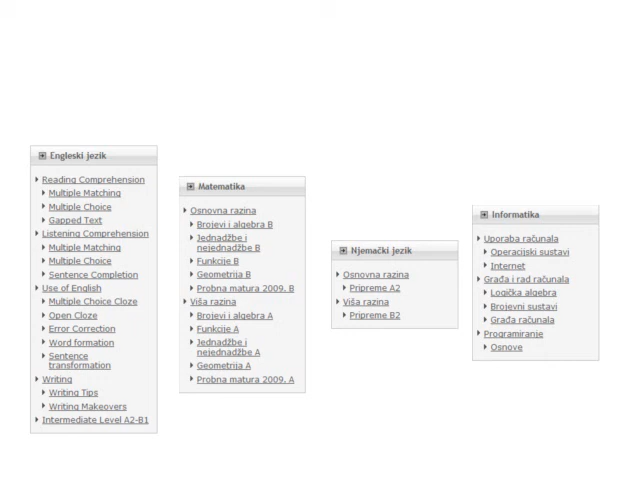 Engleski jezik
Reading Comprehension
Multiple Matching
Multiple Choice
Gapped Text
Listening Comprehension
Multiple Matching
Multiple Choice
Sentence Completion
Use of English
Multiple Choice Cloze
Open Cloze
Error Correction
Word formation
Sentence
transformation
Writing
Writing Tips
Writing Makeovers
Intermediate Level A2-B1
Matematika
Osnovna razina
Brojevi i algebra B
Jednadžbe i
nejednadžbe B
Funkcije B
Geometrija B
Probna matura 2009. B
Viša razina
Brojevi i algebra A
Funkcije A
Jednadžbe i
nejednadžbe A
Geometrija A
Probna matura 2009. A
Njemački jezik
Osnovna razina
Pripreme A2
Viša razina
Pripreme B2
Informatika
Uporaba računala
Operacijski sustavi
Internet
Građa i rad računala
Logička algebra
Brojevni sustavi
Građa računala
Programiranje
Osnove